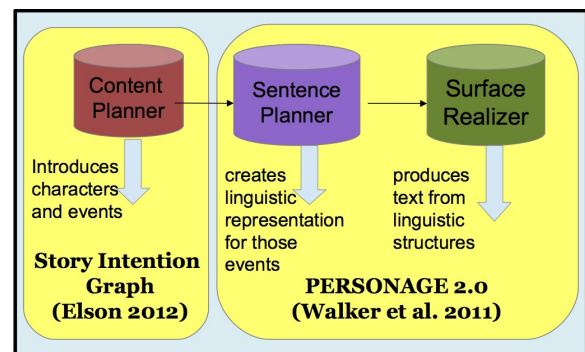 Content
Planner
Sentence
Planner
Surface
Realizer
Introduces
characters
and events
creates
linguistic
representation
for those
events
produces
text from
linguistic
structures
Story Intention
Graph
(Elson 2012)
PERSONAGE 2.0
(Walker et al. 2011)